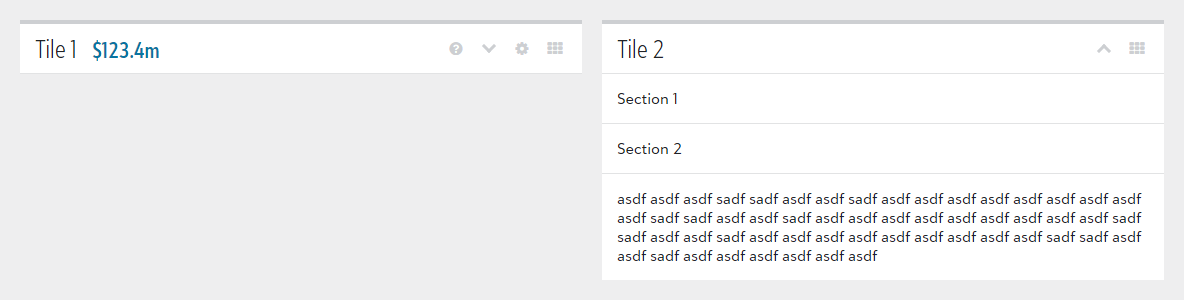 Tile 1 $123.4m
Tile 2
Section 1
Section 2
asdf asdf asdf sadf sadf asdf asdf sadf asdf asdf asdf asdf asdf asdf asdf asdf
asdf sadf sadf asdf asdf sadf asdf asdf asdf asdf asdf asdf asdf asdf asdf sadf
sadf asdf asdf sadf asdf asdf asdf asdf asdf asdf asdf asdf asdf sadf sadf asdf
asdf sadf asdf asdf asdf asdf asdf asdf